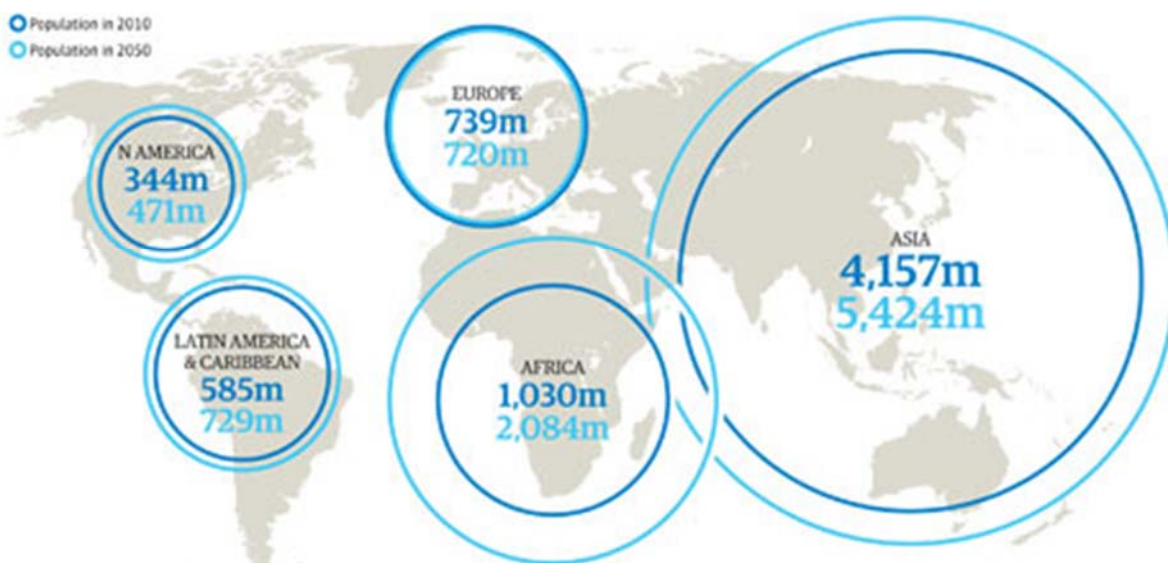 Population in 2010
Population in 2050
N AMERICA
344m
471m
EUROPE
739m
720m
ASIA
4,157m
5,424m
LATIN AMERICA
& CARIBBEAN
585m
729m
AFRICA
1,030m
2,084m